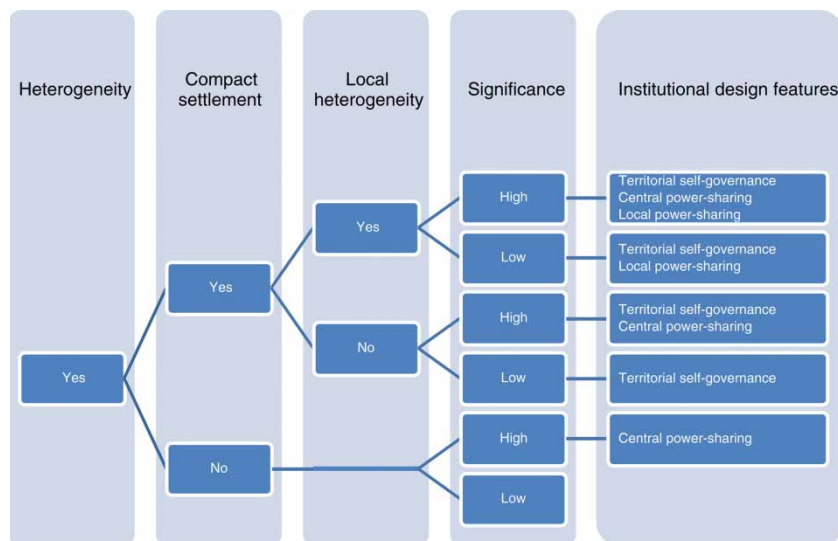 Heterogeneity
Compact
settlement
Local
heterogeneity
Significance
Institutional design features
Yes
Yes
No
Yes
No
High
Low
High
Low
High
Low
Territorial self-governance
Central power-sharing
Local power-sharing
Territorial self-governance
Local power-sharing
Territorial self-governance
Central power-sharing
Territorial self-governance
Central power-sharing